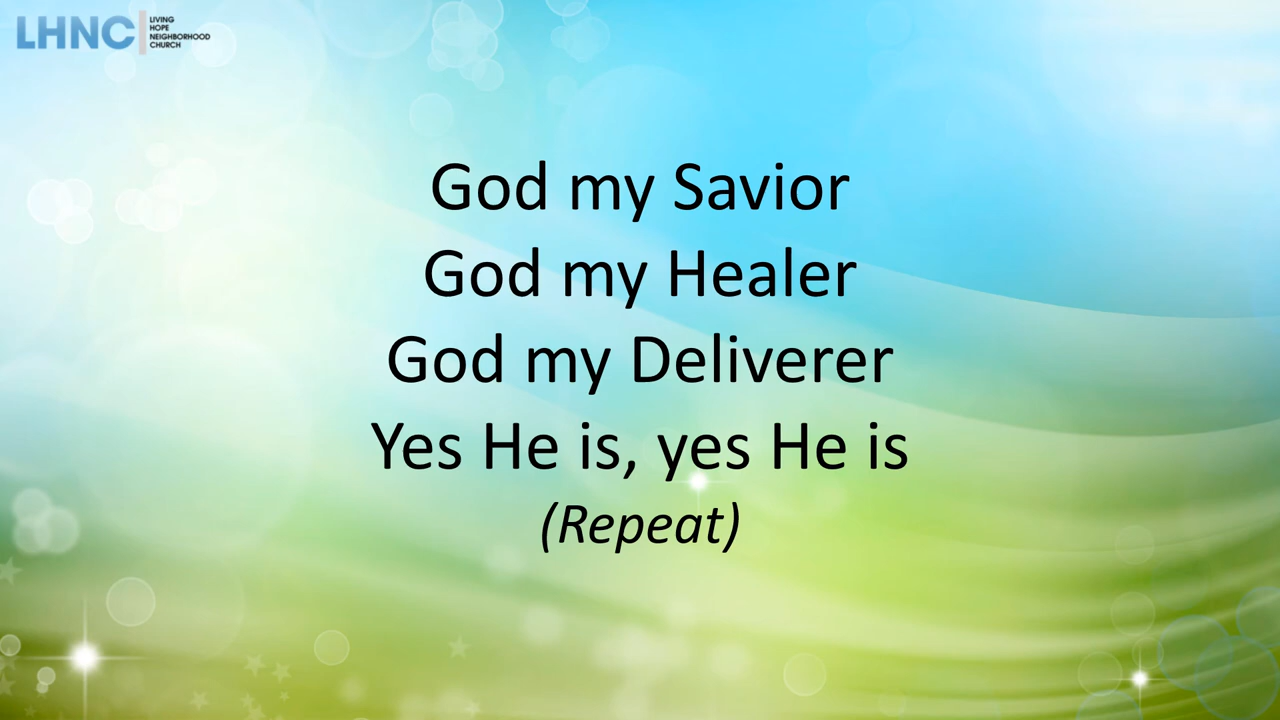 LHNC
LIVING
HOPE
NEIGHBORHOOD
CHURCH
God my Savior
God my Healer
God my Deliverer
Yes He is, yes He is
(Repeat)